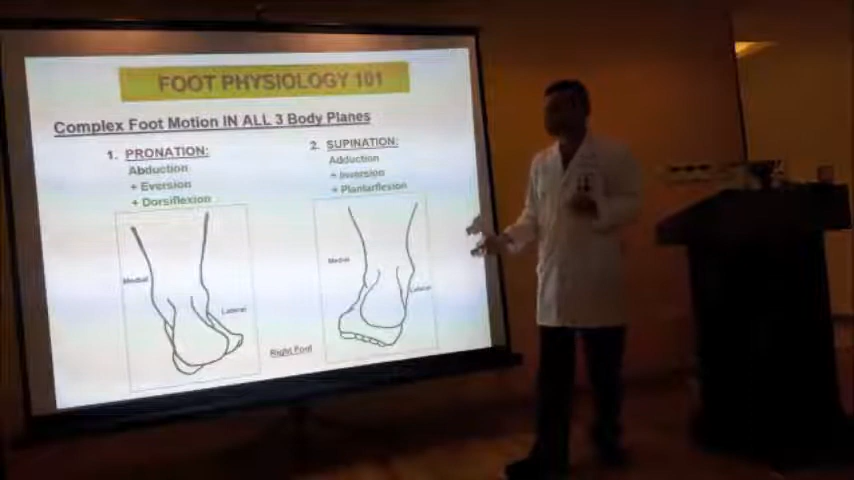 FOOT PHYSIOLOGY 101
Complex Foot Motion IN ALL 3 Body Planes
1. PRONATION:
Abduction
+ Eversion
+ Dorsiflexion
2. SUPINATION:
Adduction
+ Inversion
+ Plantarflexion
Medial
Lateral
Medial
Lateral
Right Foot